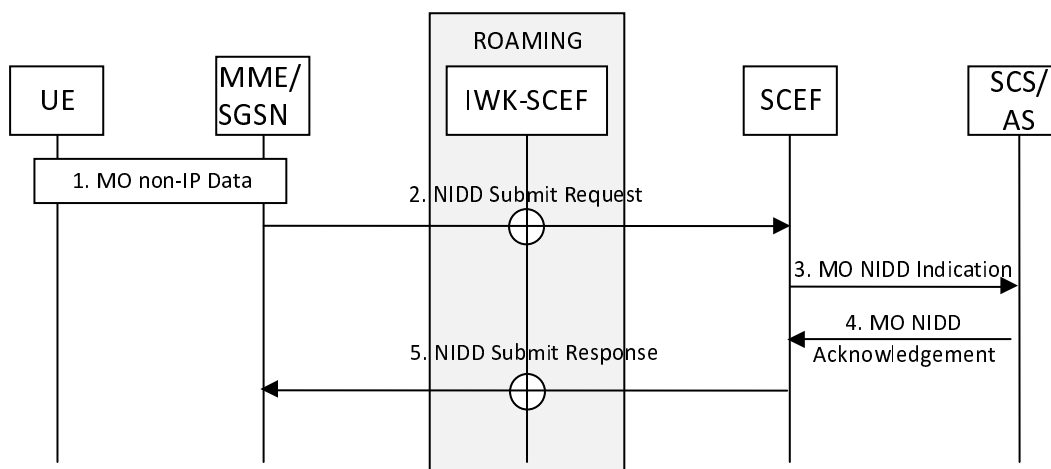 ROAMING
UE
MME/
SGSN
IWK-SCEF
SCEF
SCS/
AS
1. MO non-IP Data
2. NIDD Submit Request
3. MO NIDD Indication
4. MO NIDD
Acknowledgement
5. NIDD Submit Response